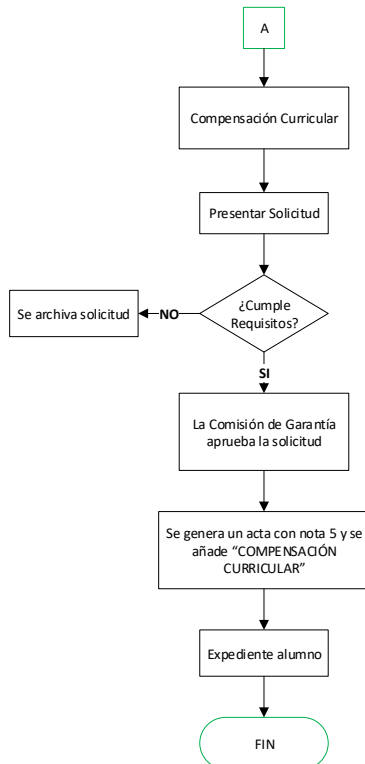 A
Compensación Curricular
Presentar Solicitud
¿Cumple
Requisitos?
Se archiva solicitud
NO
SI
La Comisión de Garantía
aprueba la solicitud
Se genera un acta con nota 5 y se
añade “COMPENSACIÓN
CURRICULAR”
Expediente alumno
FIN